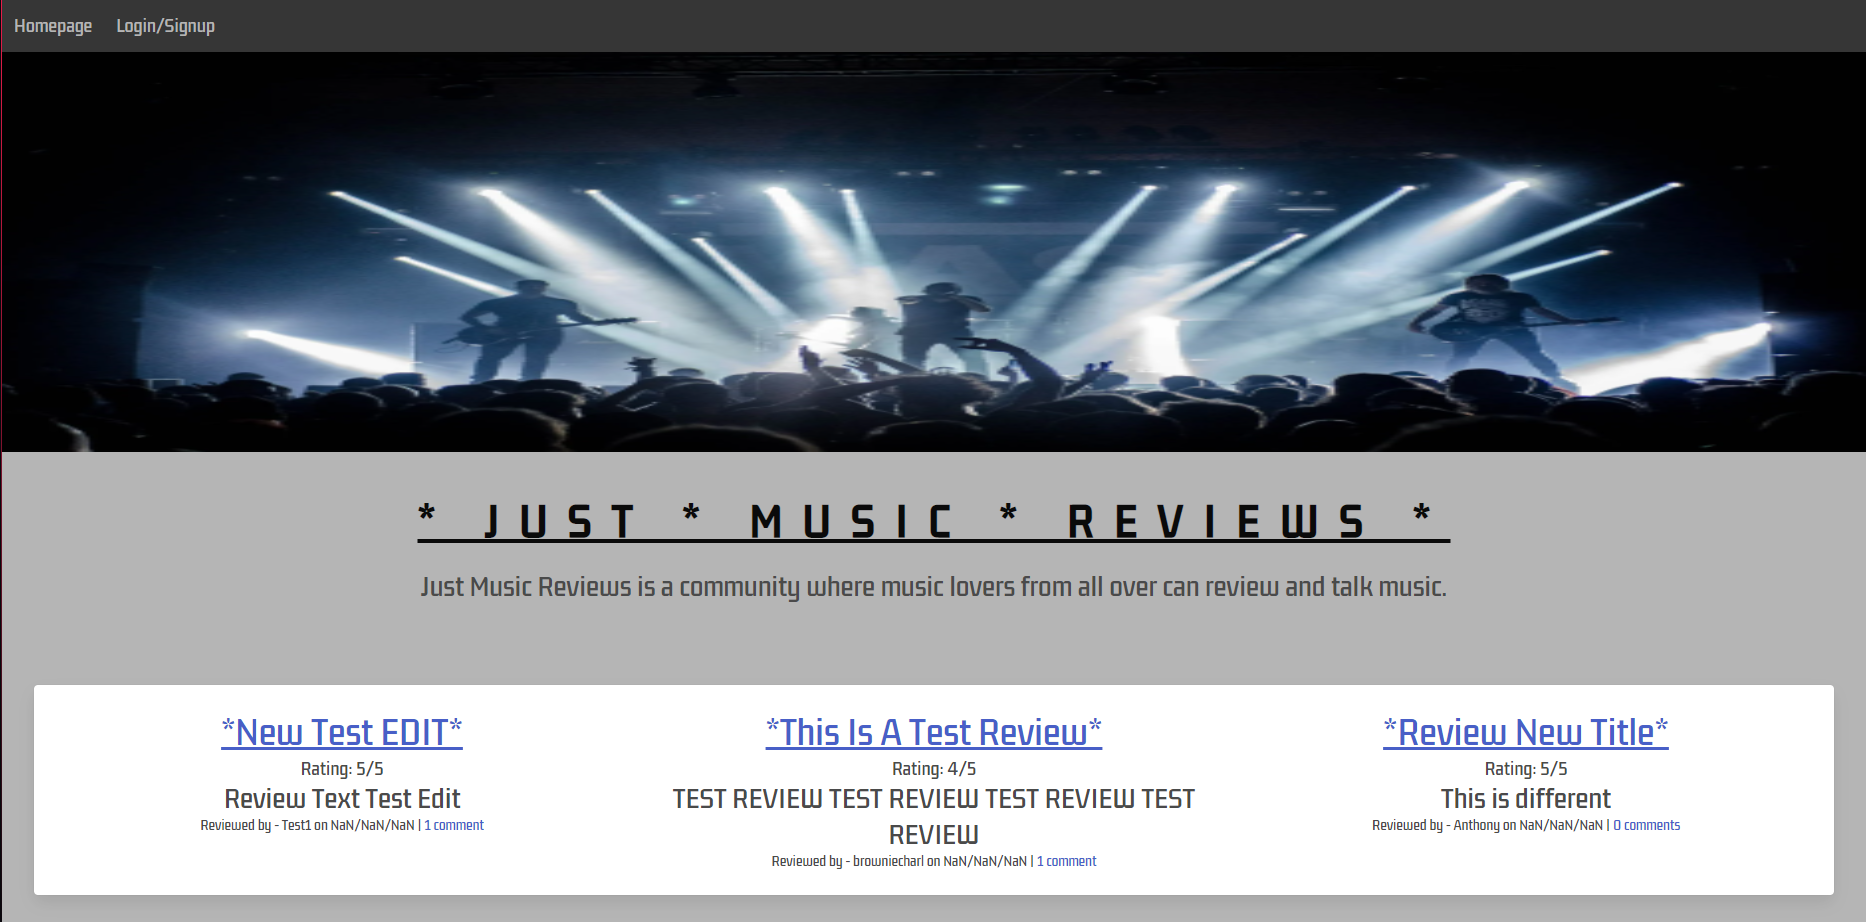 Homepage Login/Signup
* JUST * MUSIC * REVIEWS *
Just Music Reviews is a community where music lovers from all over can review and talk music.
*New Test EDIT*
Rating: 5/5
Review Text Test Edit
Reviewed by - Test1 on NaN/NaN/NaN | 1 comment
*This Is A Test Review*
Rating: 4/5
TEST REVIEW TEST REVIEW TEST REVIEW TEST
REVIEW
Reviewed by - browniecharl on NaN/NaN/NaN | 1 comment
*Review New Title*
Rating: 5/5
This is different
Reviewed by - Anthony on NaN/NaN/NaN | 0 comments